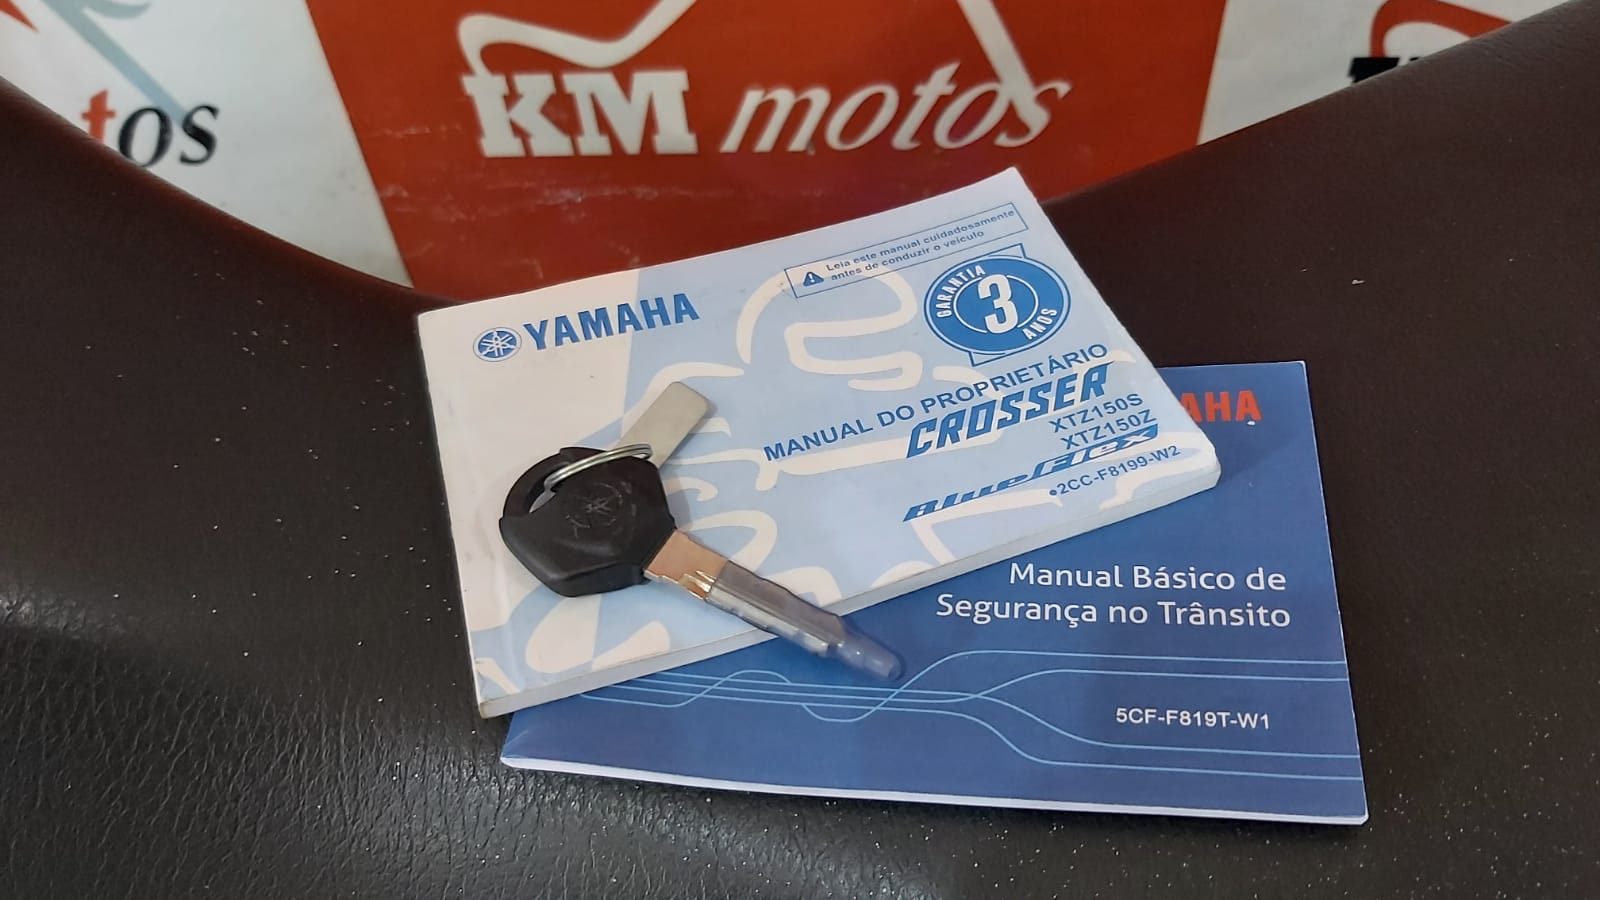 tos
KM motos
Leia este manual cuidadosamente
antes de conduzir o veículo
GARANTIA
3
ANOS
YAMAHA
MANUAL DO PROPRIETÁRIO
CROSSER
XTZ150S
XTZ150Z
BlueFlex
2CC-F8199-W2
AHA
Manual Básico de
Segurança no Trânsito
5CF-F819T-W1